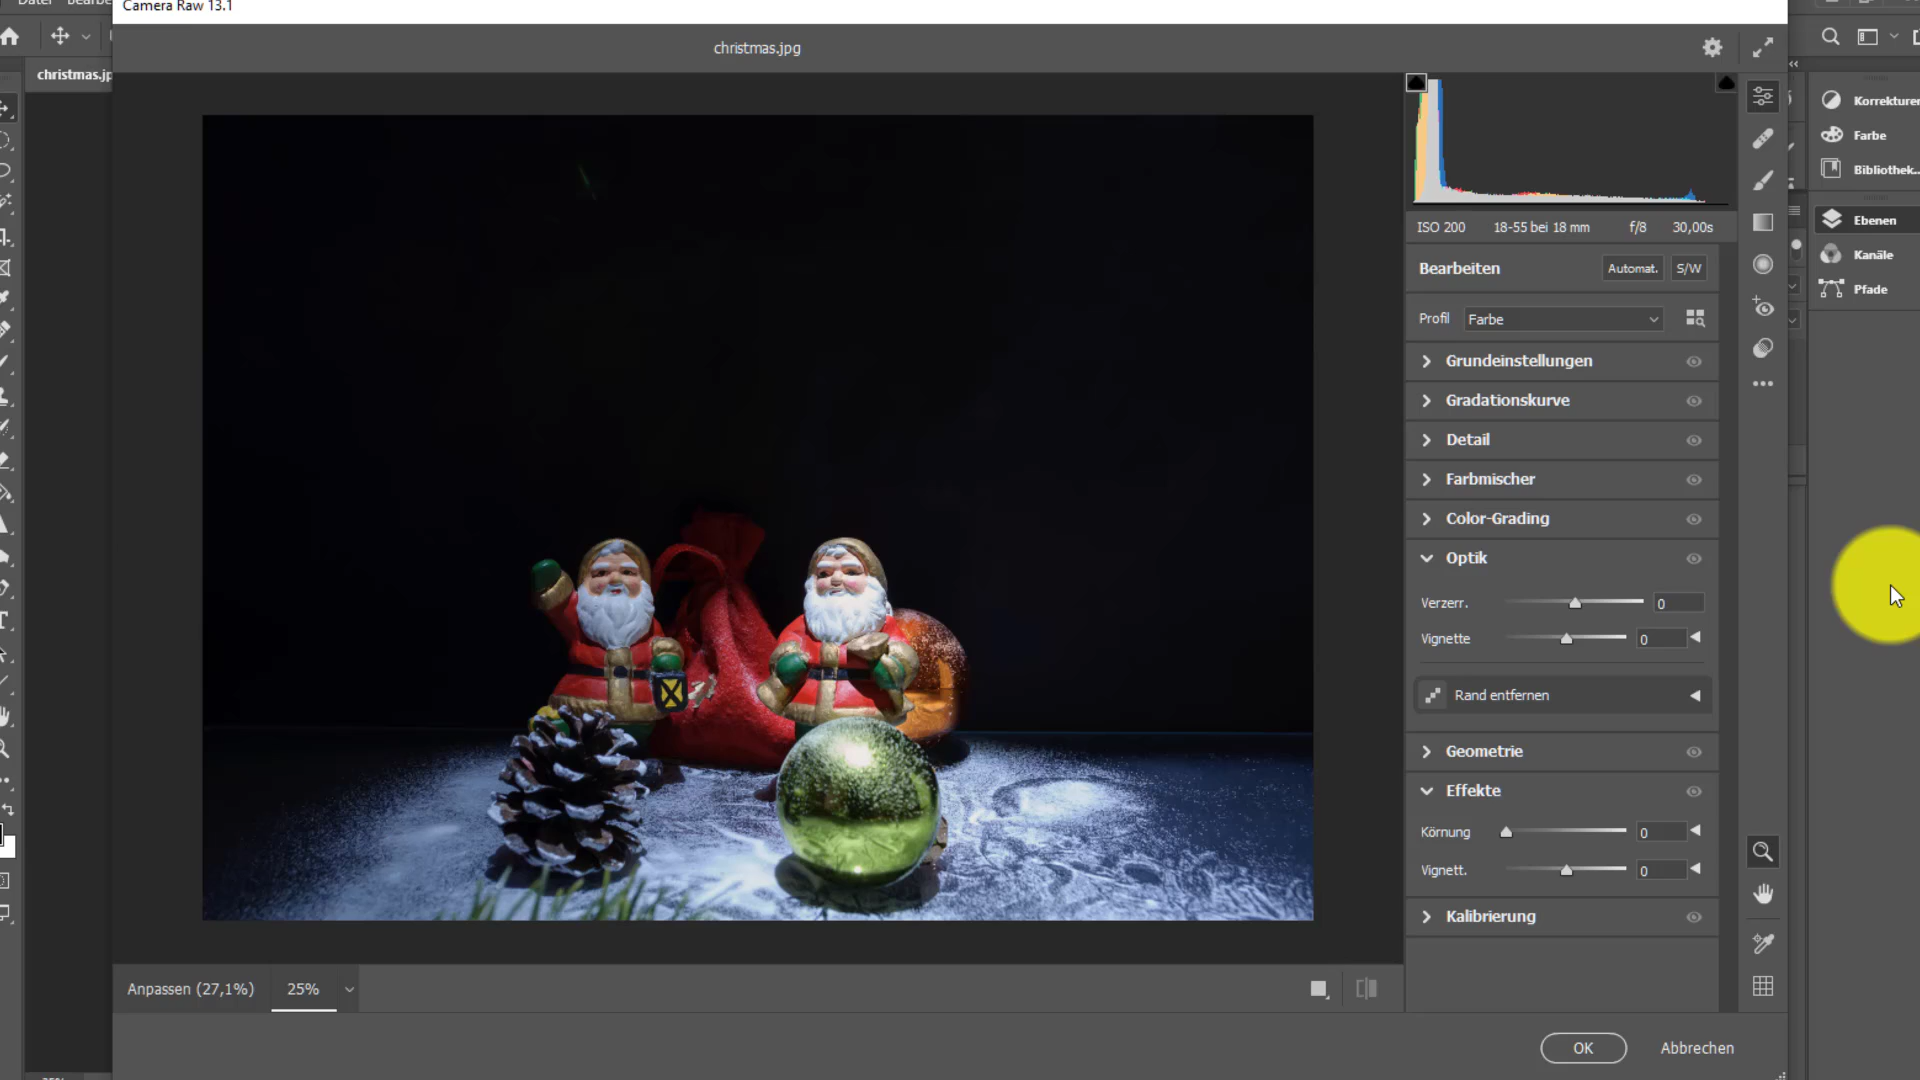 Datei Bearbe
Camera Raw 13.1
christmas.jpg
christmas.jp
ISO 200 18-55 bei 18 mm f/8 30,00s
Bearbeiten Automat. S/W
Profil Farbe
Grundeinstellungen
Gradationskurve
Detail
Farbmischer
Color-Grading
Optik
Verzerr. 0
Vignette 0
Rand entfernen
Geometrie
Effekte
Körnung 0
Vignett. 0
Kalibrierung
Korrekturen
Farbe
Bibliothek...
Ebenen
Kanäle
Pfade
Anpassen (27,1%) 25%
OK Abbrechen